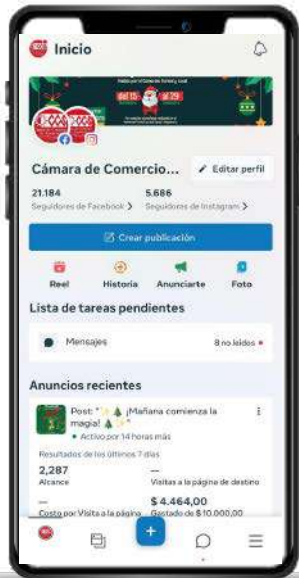 Inicio
del 15 al 29
Cámara de Comercio...
Editar perfil
21.184
5.686
Seguidores de Facebook >
Seguidores de Instagram >
Crear publicación
Reel
Historia
Anunciarte
Foto
Lista de tareas pendientes
Mensajes
8 no leídos
Anuncios recientes
Post: "✨🎄 ¡Mañana comienza la
magia! 🎄✨"
Activo por 14 horas más
Resultados de los últimos 7 días
2,287
--
Alcance
Visitas a la página de destino
--
$ 4.464,00
Costo por Visita a la página
Gastado de $ 10.000,00